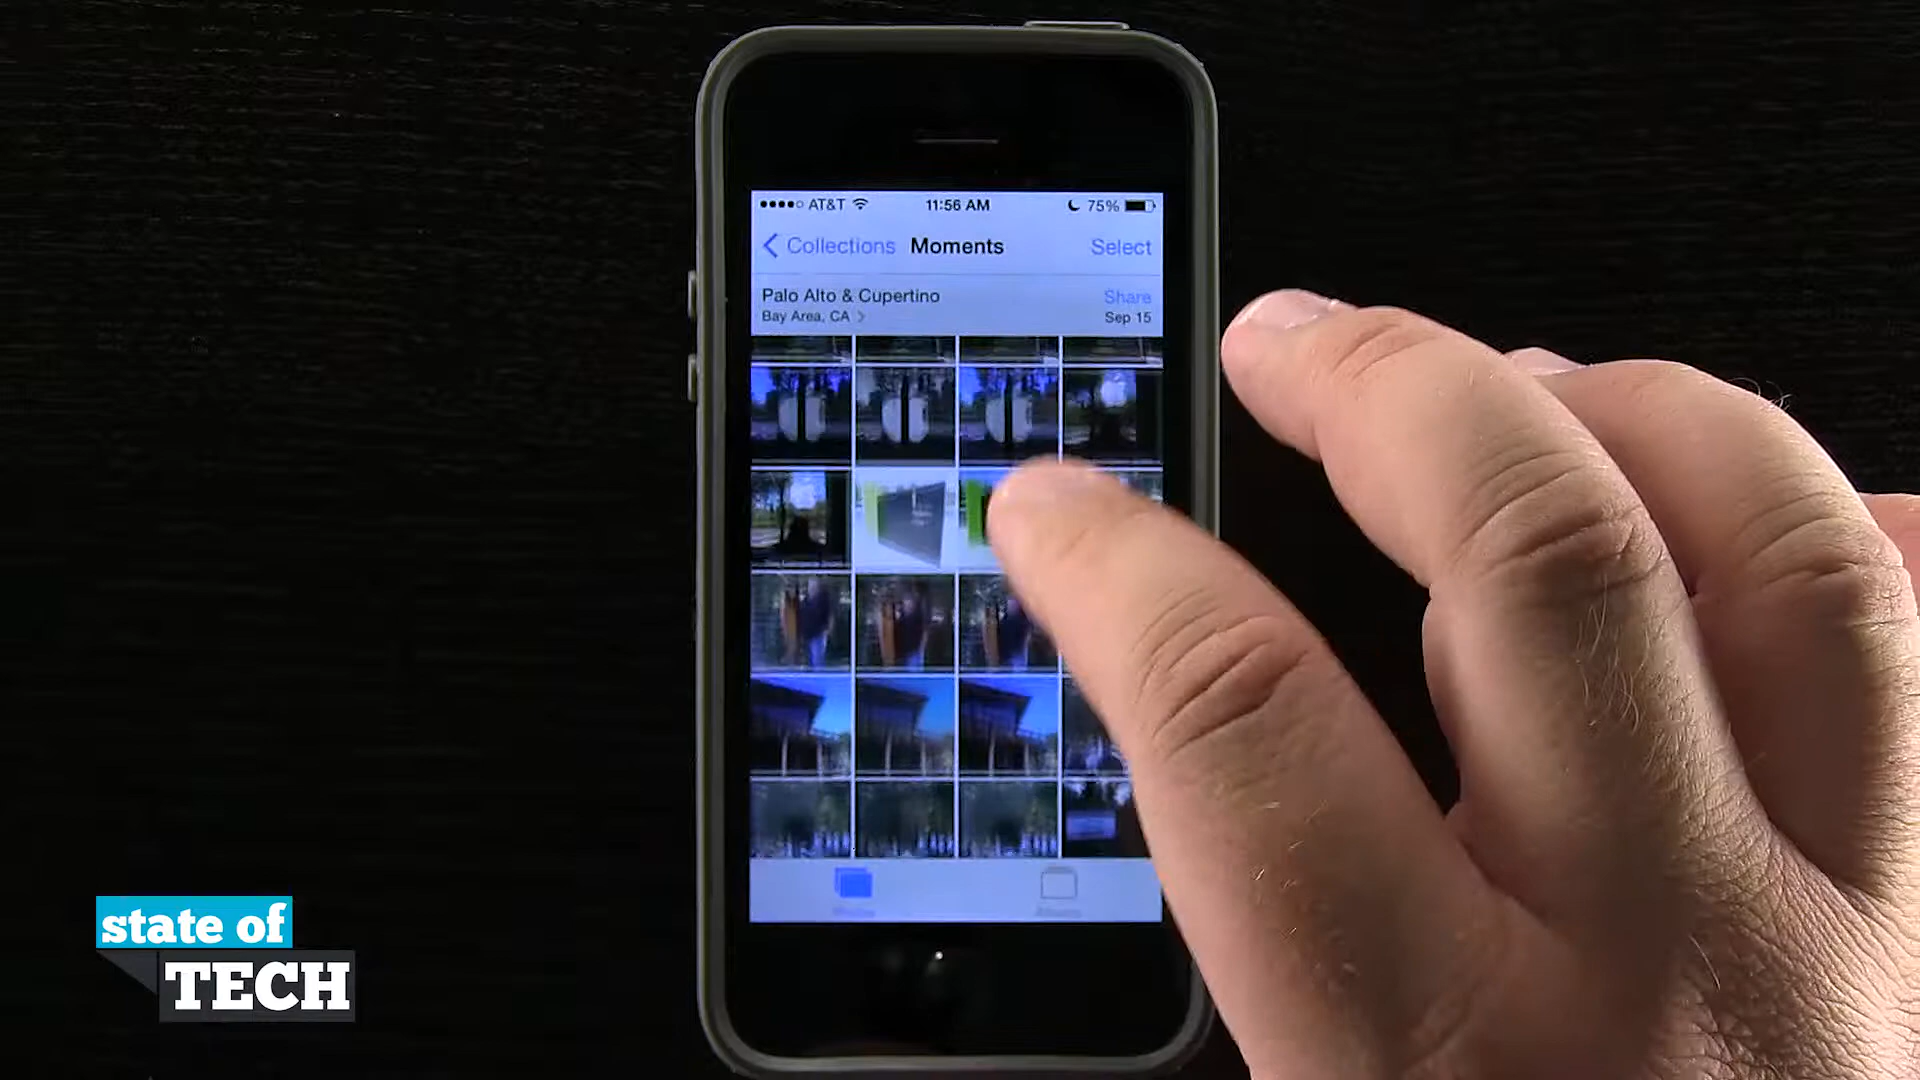 AT&T 11:56 AM 75%
Collections Moments Select
Palo Alto & Cupertino Share
Bay Area, CA Sep 15
state of
TECH